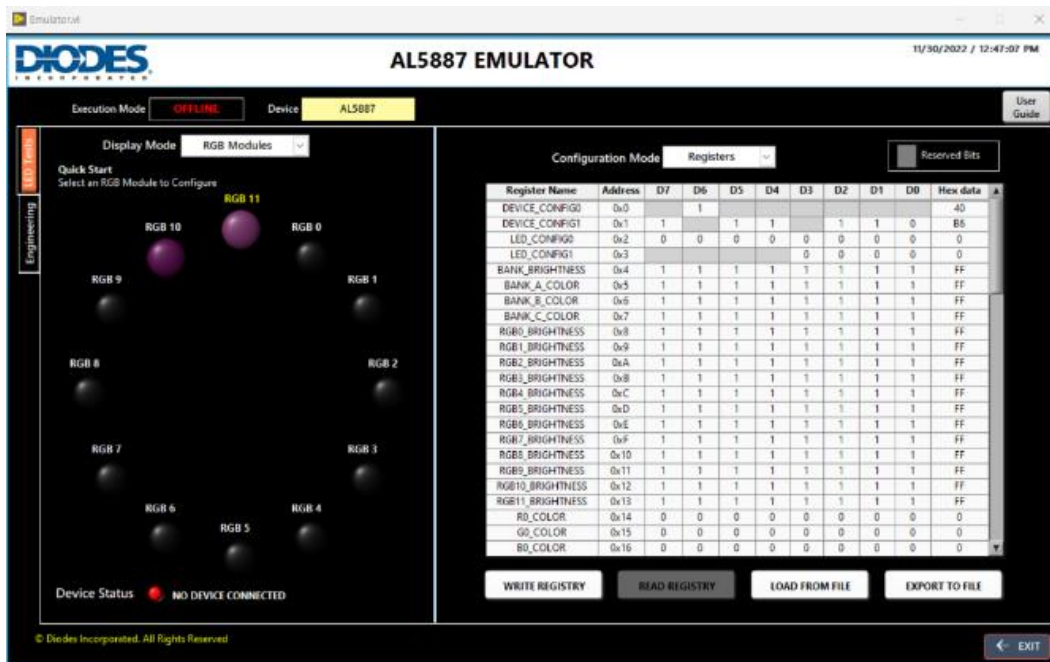 Emulator.vi
DIODES
INCORPORATED
AL5887 EMULATOR
11/30/2022 / 12:47:07 PM
Execution Mode OFFLINE Device AL5887
User Guide
LED Tests
Engineering
Display Mode RGB Modules
Quick Start
Select an RGB Module to Configure
RGB 11
RGB 10 RGB 0
RGB 9 RGB 1
RGB 8 RGB 2
RGB 7 RGB 3
RGB 6 RGB 4
RGB 5
Device Status NO DEVICE CONNECTED
Configuration Mode Registers Reserved Bits
Register Name Address D7 D6 D5 D4 D3 D2 D1 D0 Hex data
DEVICE_CONFIG0 0x0 1 40
DEVICE_CONFIG1 0x1 1 1 1 1 1 0 B6
LED_CONFIG0 0x2 0 0 0 0 0 0 0 0 0
LED_CONFIG1 0x3 0 0 0 0 0
BANK_BRIGHTNESS 0x4 1 1 1 1 1 1 1 1 FF
BANK_A_COLOR 0x5 1 1 1 1 1 1 1 1 FF
BANK_B_COLOR 0x6 1 1 1 1 1 1 1 1 FF
BANK_C_COLOR 0x7 1 1 1 1 1 1 1 1 FF
RGB0_BRIGHTNESS 0x8 1 1 1 1 1 1 1 1 FF
RGB1_BRIGHTNESS 0x9 1 1 1 1 1 1 1 1 FF
RGB2_BRIGHTNESS 0xA 1 1 1 1 1 1 1 1 FF
RGB3_BRIGHTNESS 0xB 1 1 1 1 1 1 1 1 FF
RGB4_BRIGHTNESS 0xC 1 1 1 1 1 1 1 1 FF
RGB5_BRIGHTNESS 0xD 1 1 1 1 1 1 1 1 FF
RGB6_BRIGHTNESS 0xE 1 1 1 1 1 1 1 1 FF
RGB7_BRIGHTNESS 0xF 1 1 1 1 1 1 1 1 FF
RGB8_BRIGHTNESS 0x10 1 1 1 1 1 1 1 1 FF
RGB9_BRIGHTNESS 0x11 1 1 1 1 1 1 1 1 FF
RGB10_BRIGHTNESS 0x12 1 1 1 1 1 1 1 1 FF
RGB11_BRIGHTNESS 0x13 1 1 1 1 1 1 1 1 FF
R0_COLOR 0x14 0 0 0 0 0 0 0 0 0
G0_COLOR 0x15 0 0 0 0 0 0 0 0 0
B0_COLOR 0x16 0 0 0 0 0 0 0 0 0
WRITE REGISTRY READ REGISTRY LOAD FROM FILE EXPORT TO FILE
© Diodes Incorporated. All Rights Reserved
EXIT